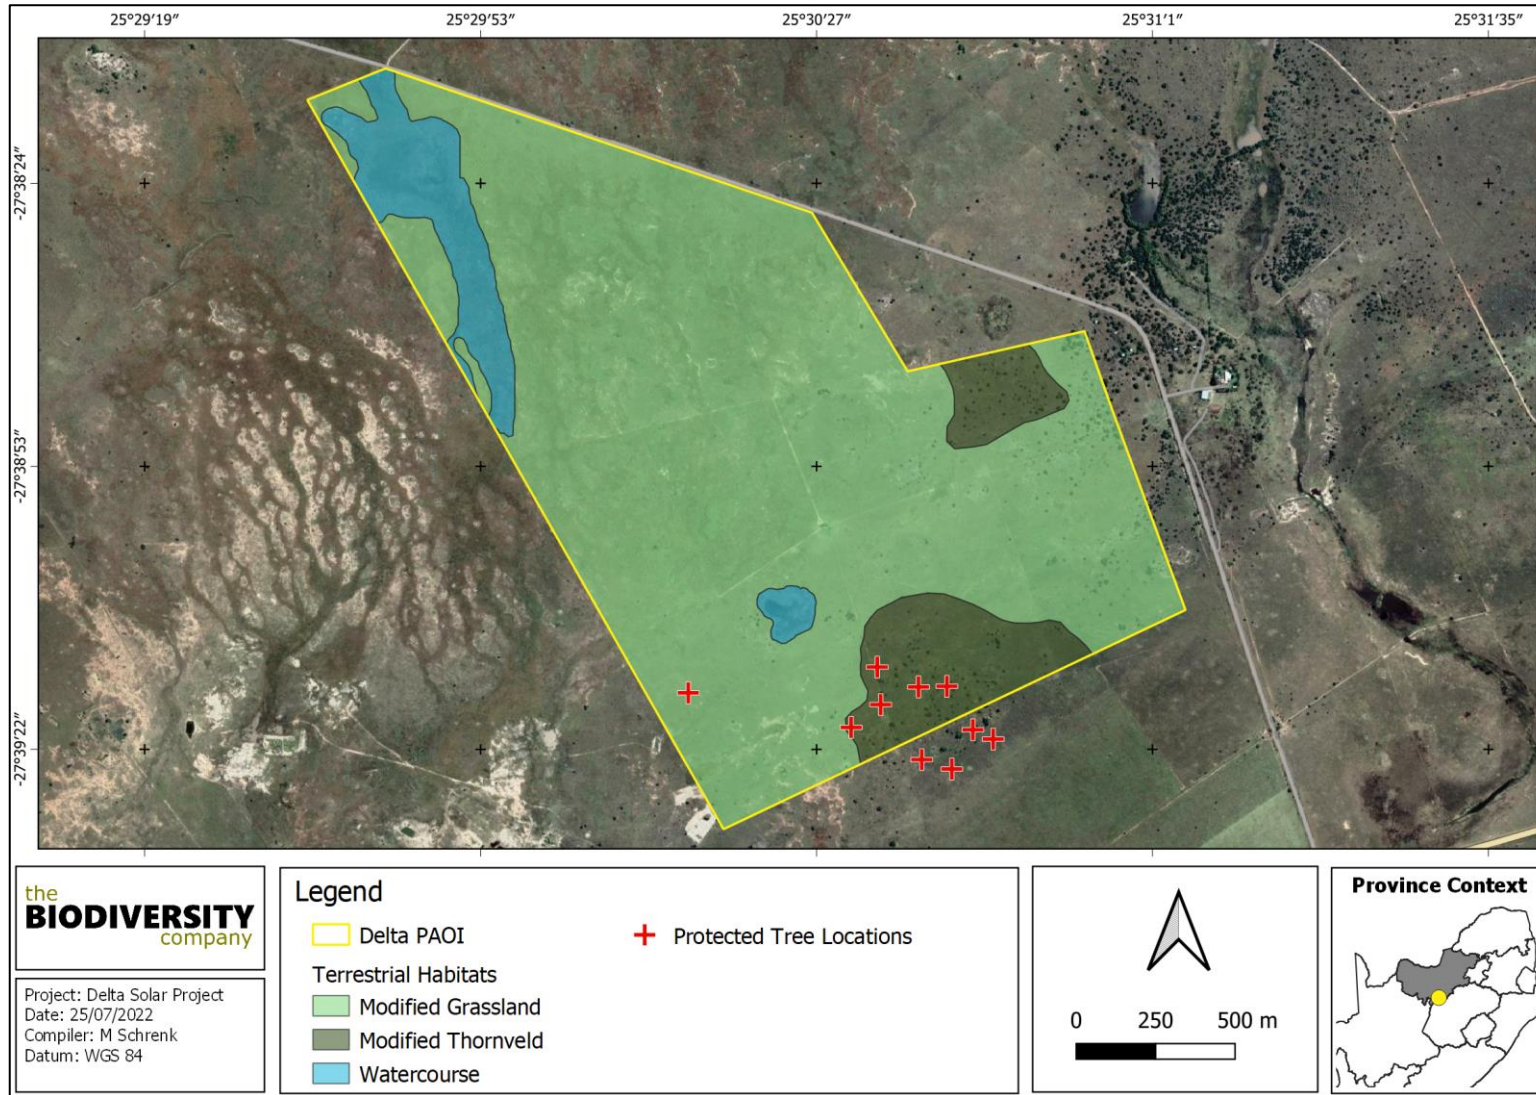 25°29′19″ 25°29′53″ 25°30′27″ 25°31′1″ 25°31′35″
-27°38′24″
-27°38′53″
-27°39′22″
the
BIODIVERSITY
company
Project: Delta Solar Project
Date: 25/07/2022
Compiler: M Schrenk
Datum: WGS 84
Legend
Delta PAOI
Protected Tree Locations
Terrestrial Habitats
Modified Grassland
Modified Thornveld
Watercourse
0 250 500 m
Province Context